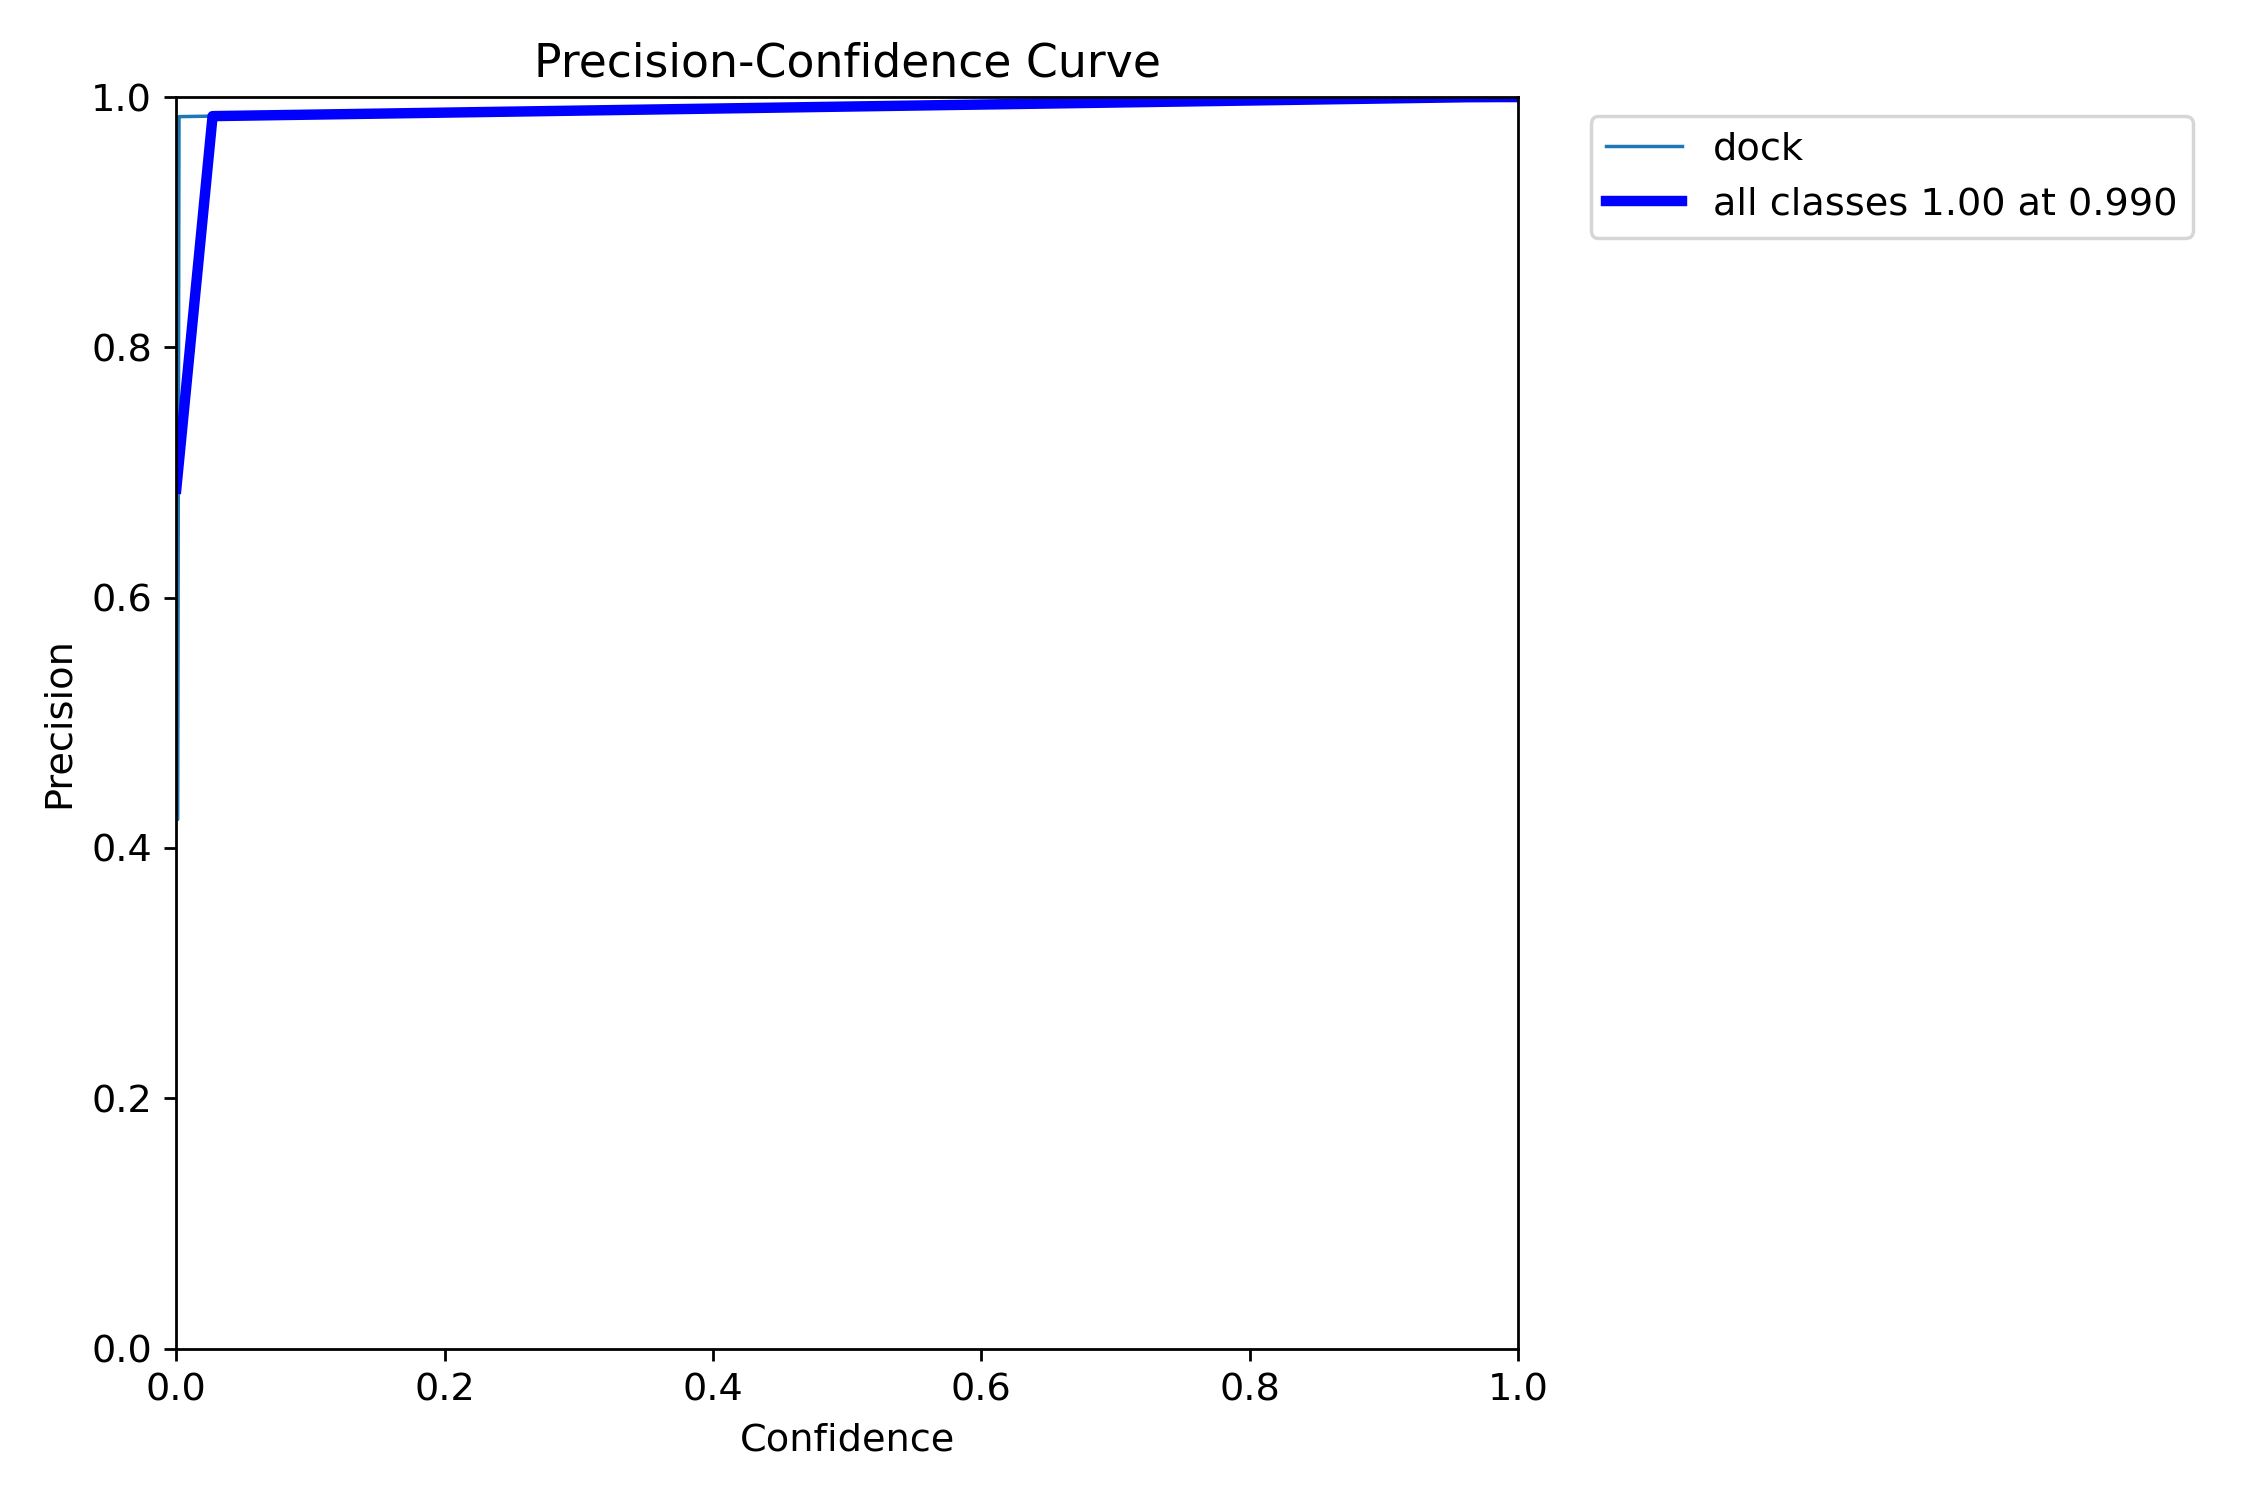 Precision-Confidence Curve
1.0
0.8
0.6
0.4
0.2
0.0
Precision
0.0 0.2 0.4 0.6 0.8 1.0
Confidence
dock
all classes 1.00 at 0.990